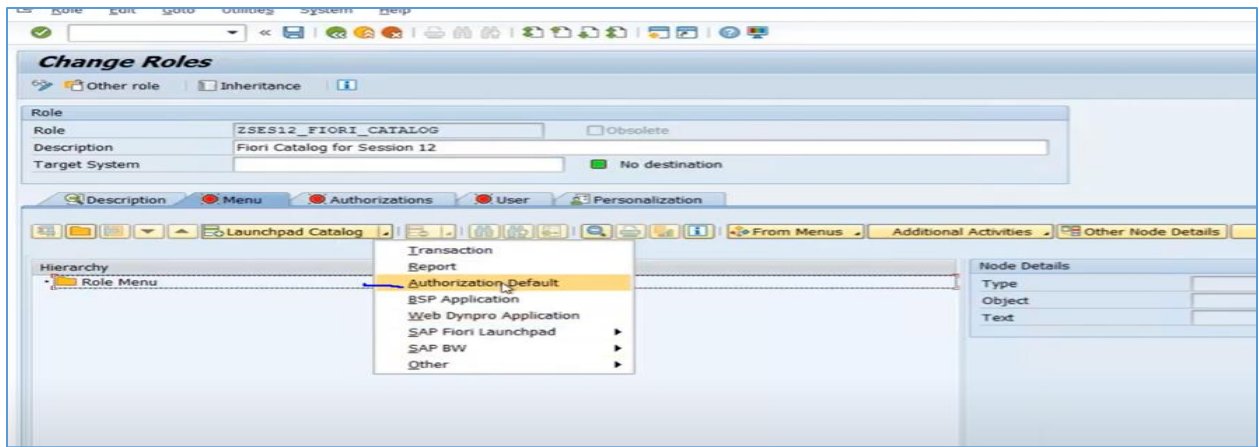 Role Edit Goto Utilities System Help
Change Roles
Other role Inheritance
Role
Role ZSES12_FIORI_CATALOG Obsolete
Description Fiori Catalog for Session 12
Target System No destination
Description Menu Authorizations User Personalization
Launchpad Catalog From Menus Additional Activities Other Node Details
Transaction
Hierarchy Report Node Details
Role Menu Authorization Default Type
BSP Application Object
Web Dynpro Application Text
SAP Fiori Launchpad
SAP BW
Other